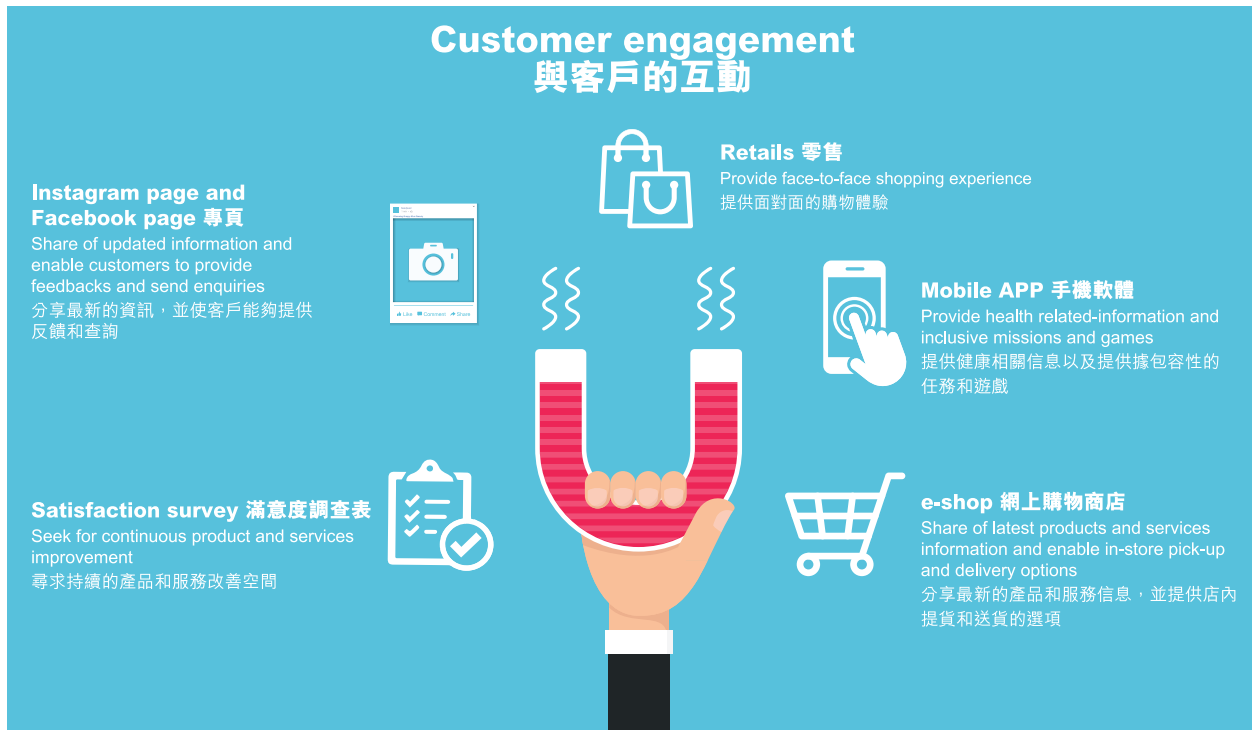 Customer engagement
與客戶的互動
Instagram page and
Facebook page 專頁
Share of updated information and
enable customers to provide
feedbacks and send enquiries
分享最新的資訊，並使客戶能夠提供
反饋和查詢
Like Comment Share
Retails 零售
Provide face-to-face shopping experience
提供面對面的購物體驗
Mobile APP 手機軟體
Provide health related-information and
inclusive missions and games
提供健康相關信息以及提供據包容性的
任務和遊戲
Satisfaction survey 滿意度調查表
Seek for continuous product and services
improvement
尋求持續的產品和服務改善空間
e-shop 網上購物商店
Share of latest products and services
information and enable in-store pick-up
and delivery options
分享最新的產品和服務信息，並提供店內
提貨和送貨的選項